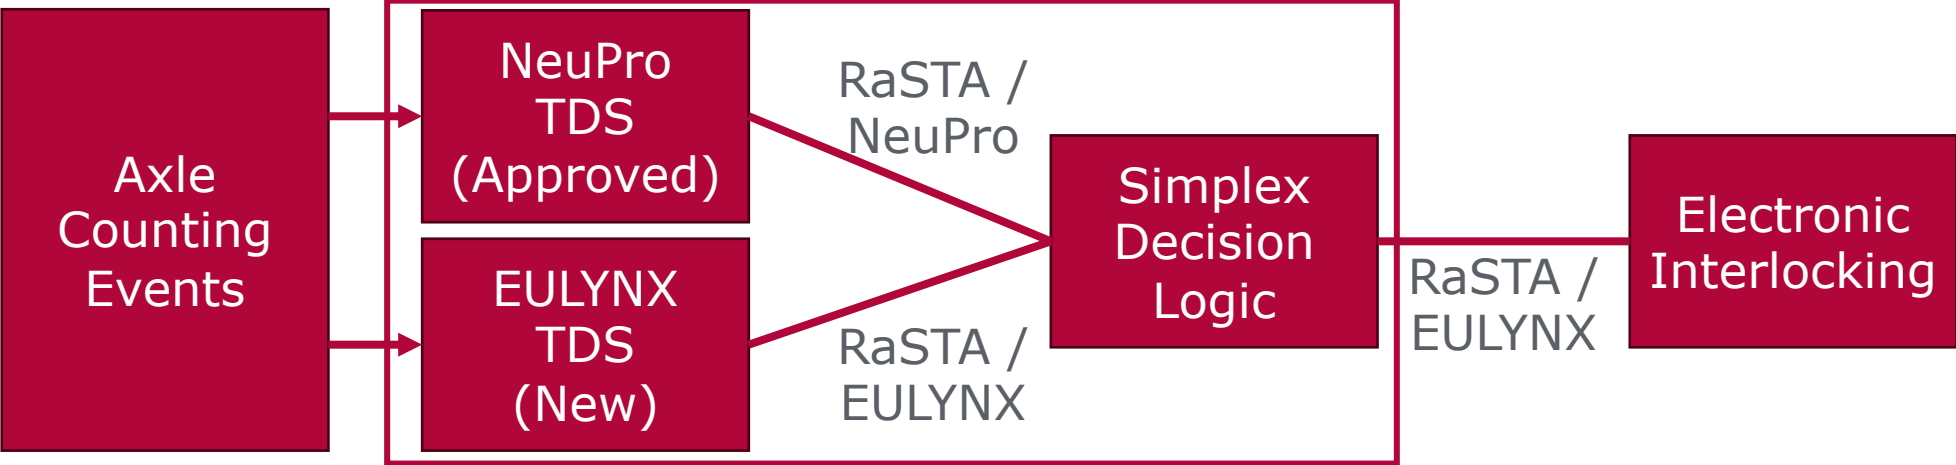 Axle
Counting
Events
NeuPro
TDS
(Approved)
EULYNX
TDS
(New)
RaSTA /
NeuPro
RaSTA /
EULYNX
Simplex
Decision
Logic
RaSTA /
EULYNX
Electronic
Interlocking